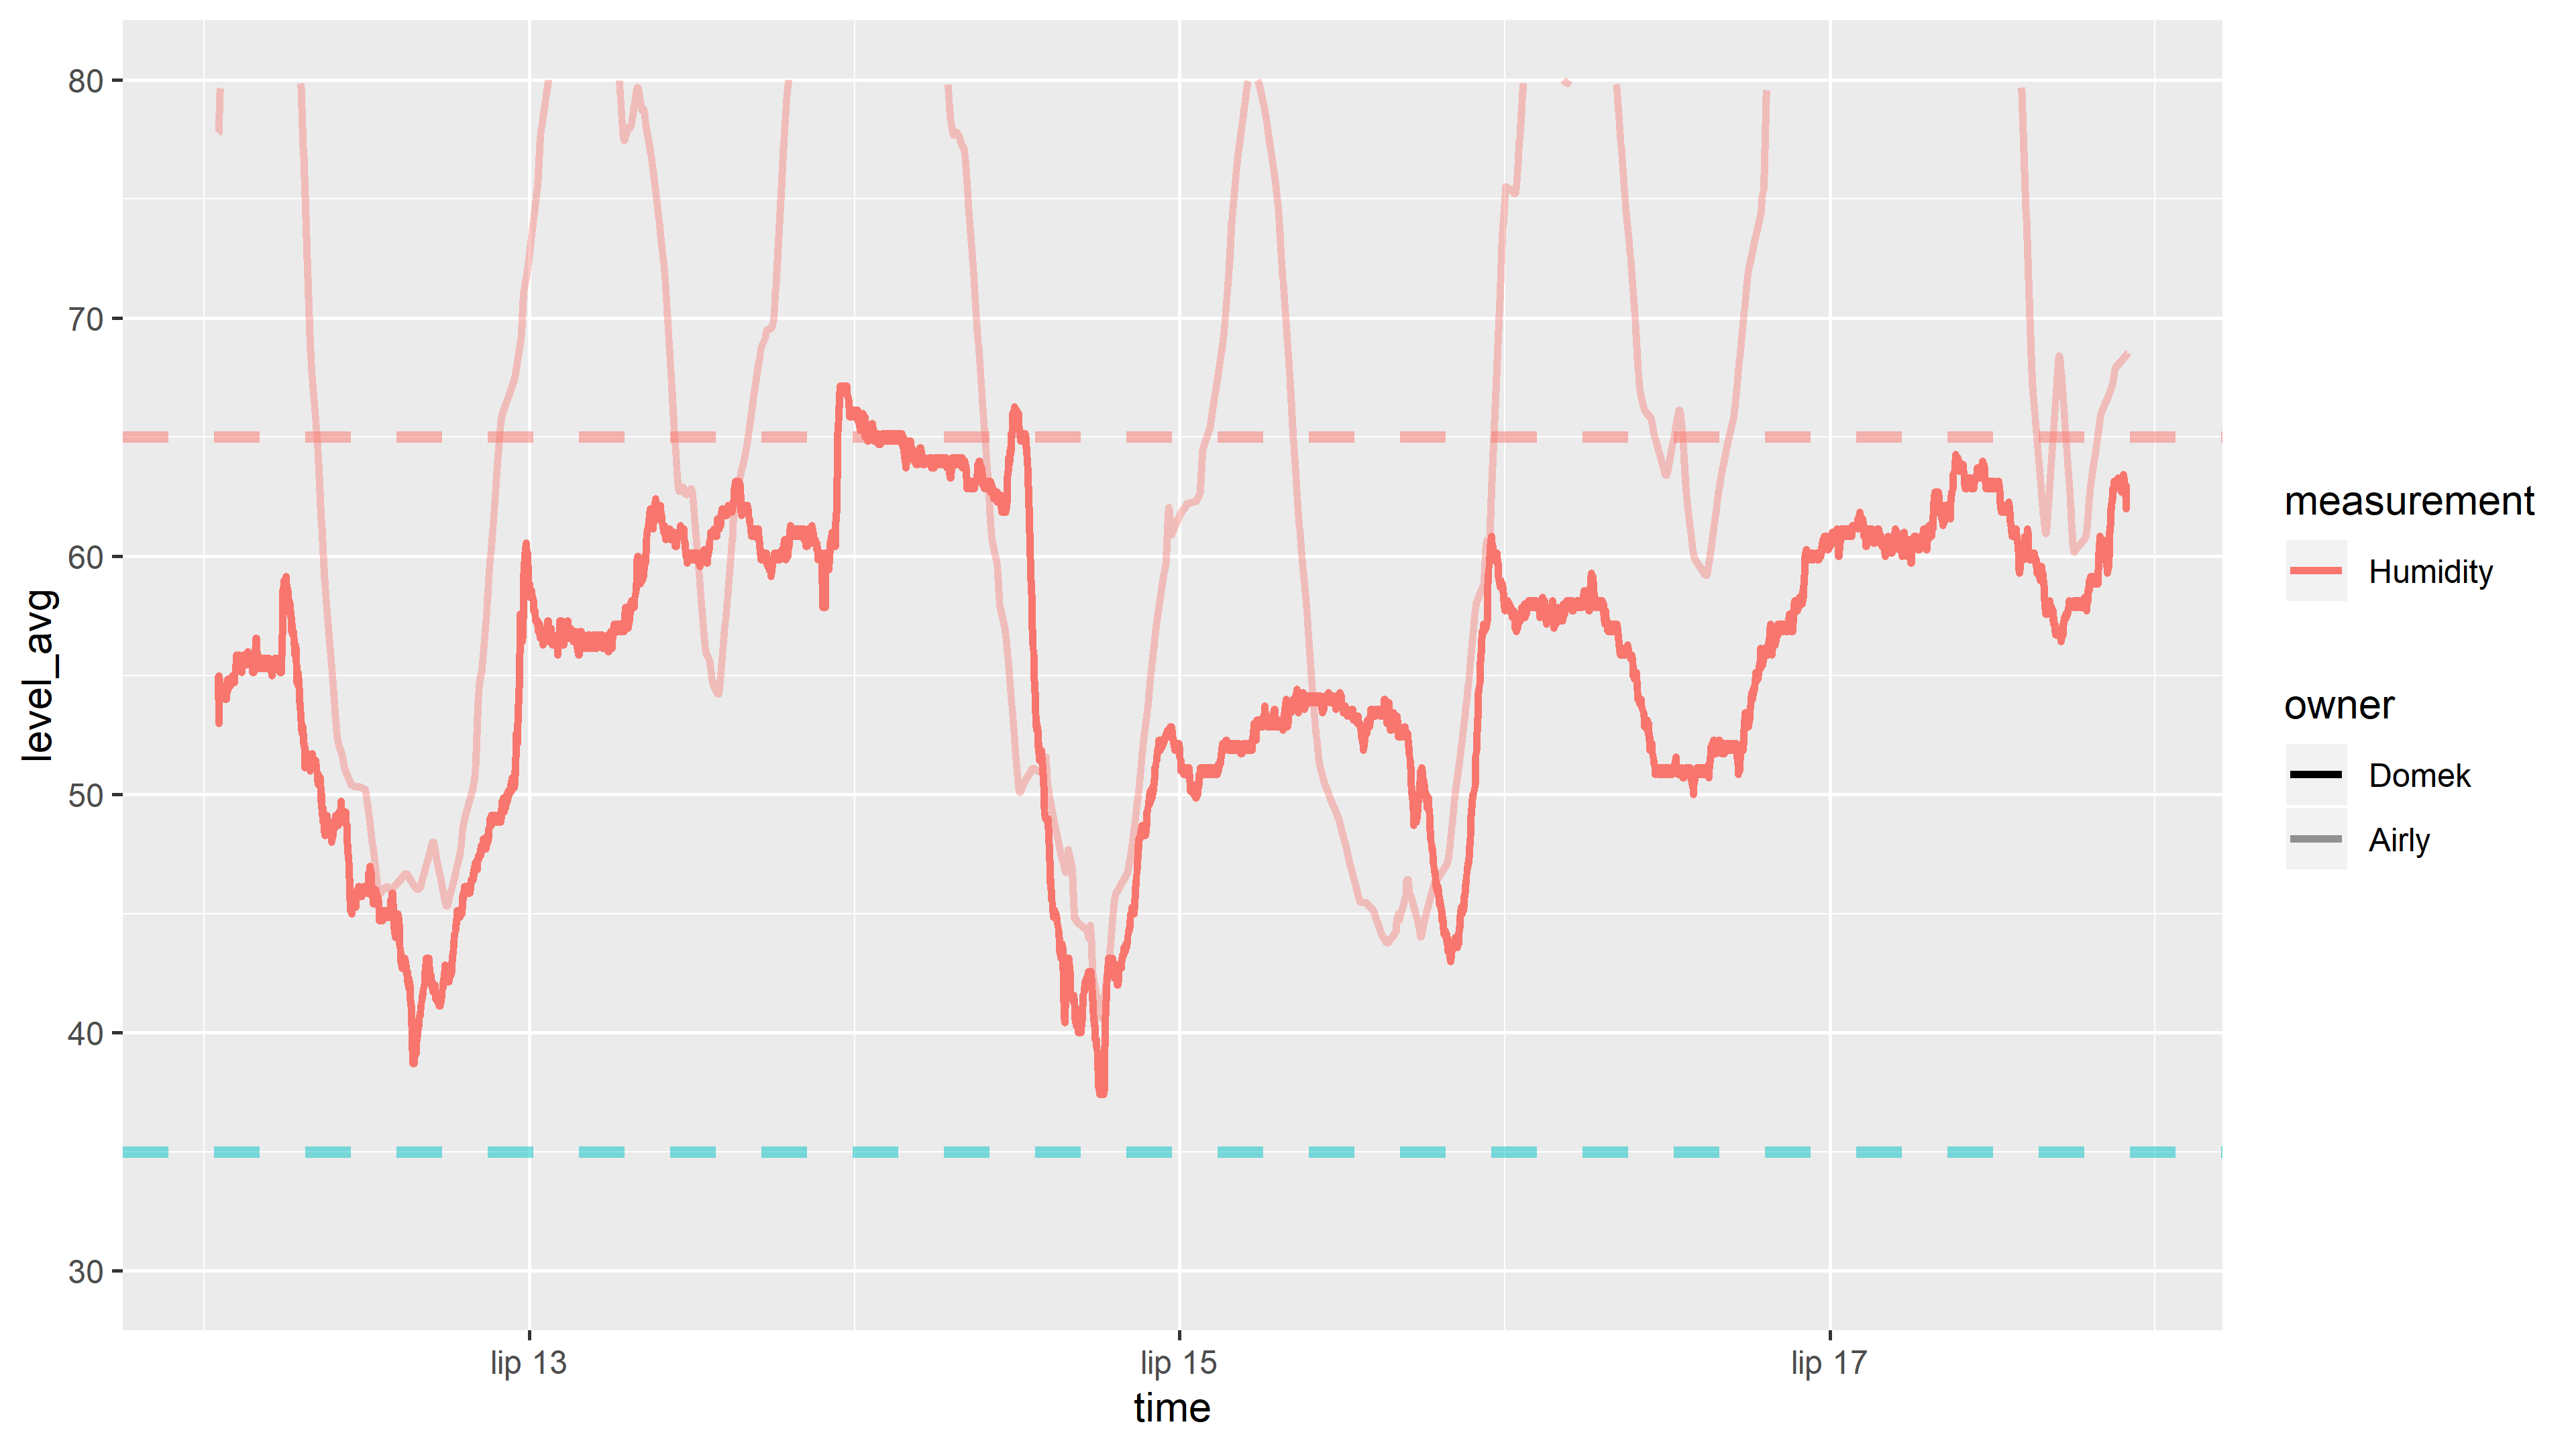 level_avg
80
70
60
50
40
30
lip 13
lip 15
lip 17
time
measurement
Humidity
owner
Domek
Airly